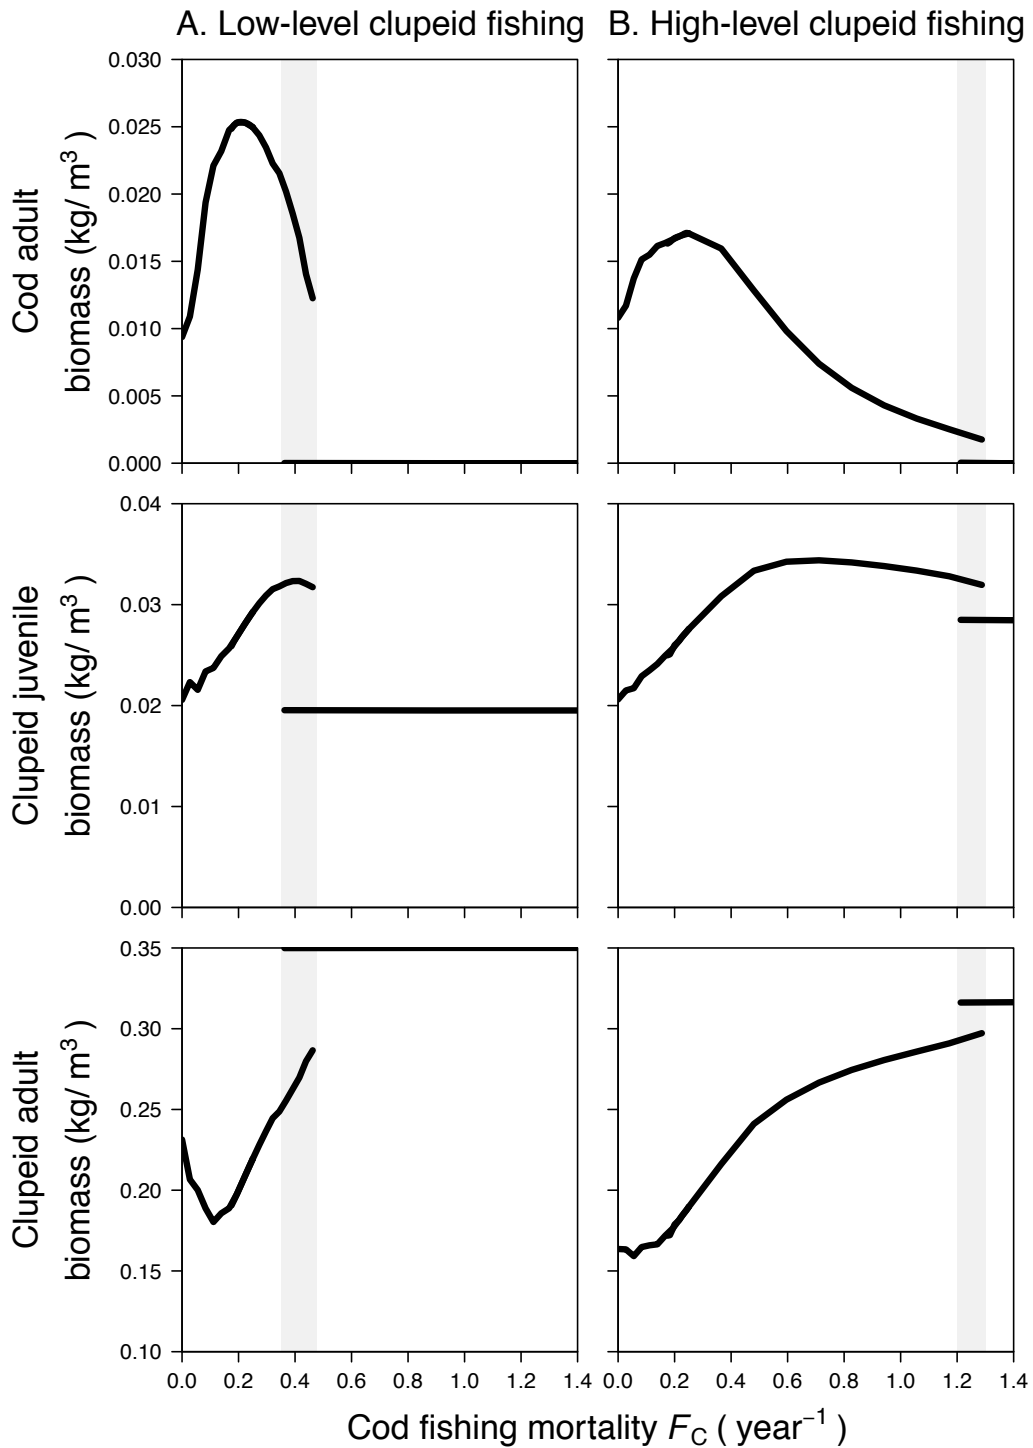 A. Low-level clupeid fishing B. High-level clupeid fishing
Cod adult
biomass (kg/ m³ )
0.030
0.025
0.020
0.015
0.010
0.005
0.000
Clupeid juvenile
biomass (kg/ m³ )
0.04
0.03
0.02
0.01
0.00
Clupeid adult
biomass (kg/ m³ )
0.35
0.30
0.25
0.20
0.15
0.10
0.0 0.2 0.4 0.6 0.8 1.0 1.2 1.4 0.0 0.2 0.4 0.6 0.8 1.0 1.2 1.4
Cod fishing mortality F_C ( year⁻¹ )